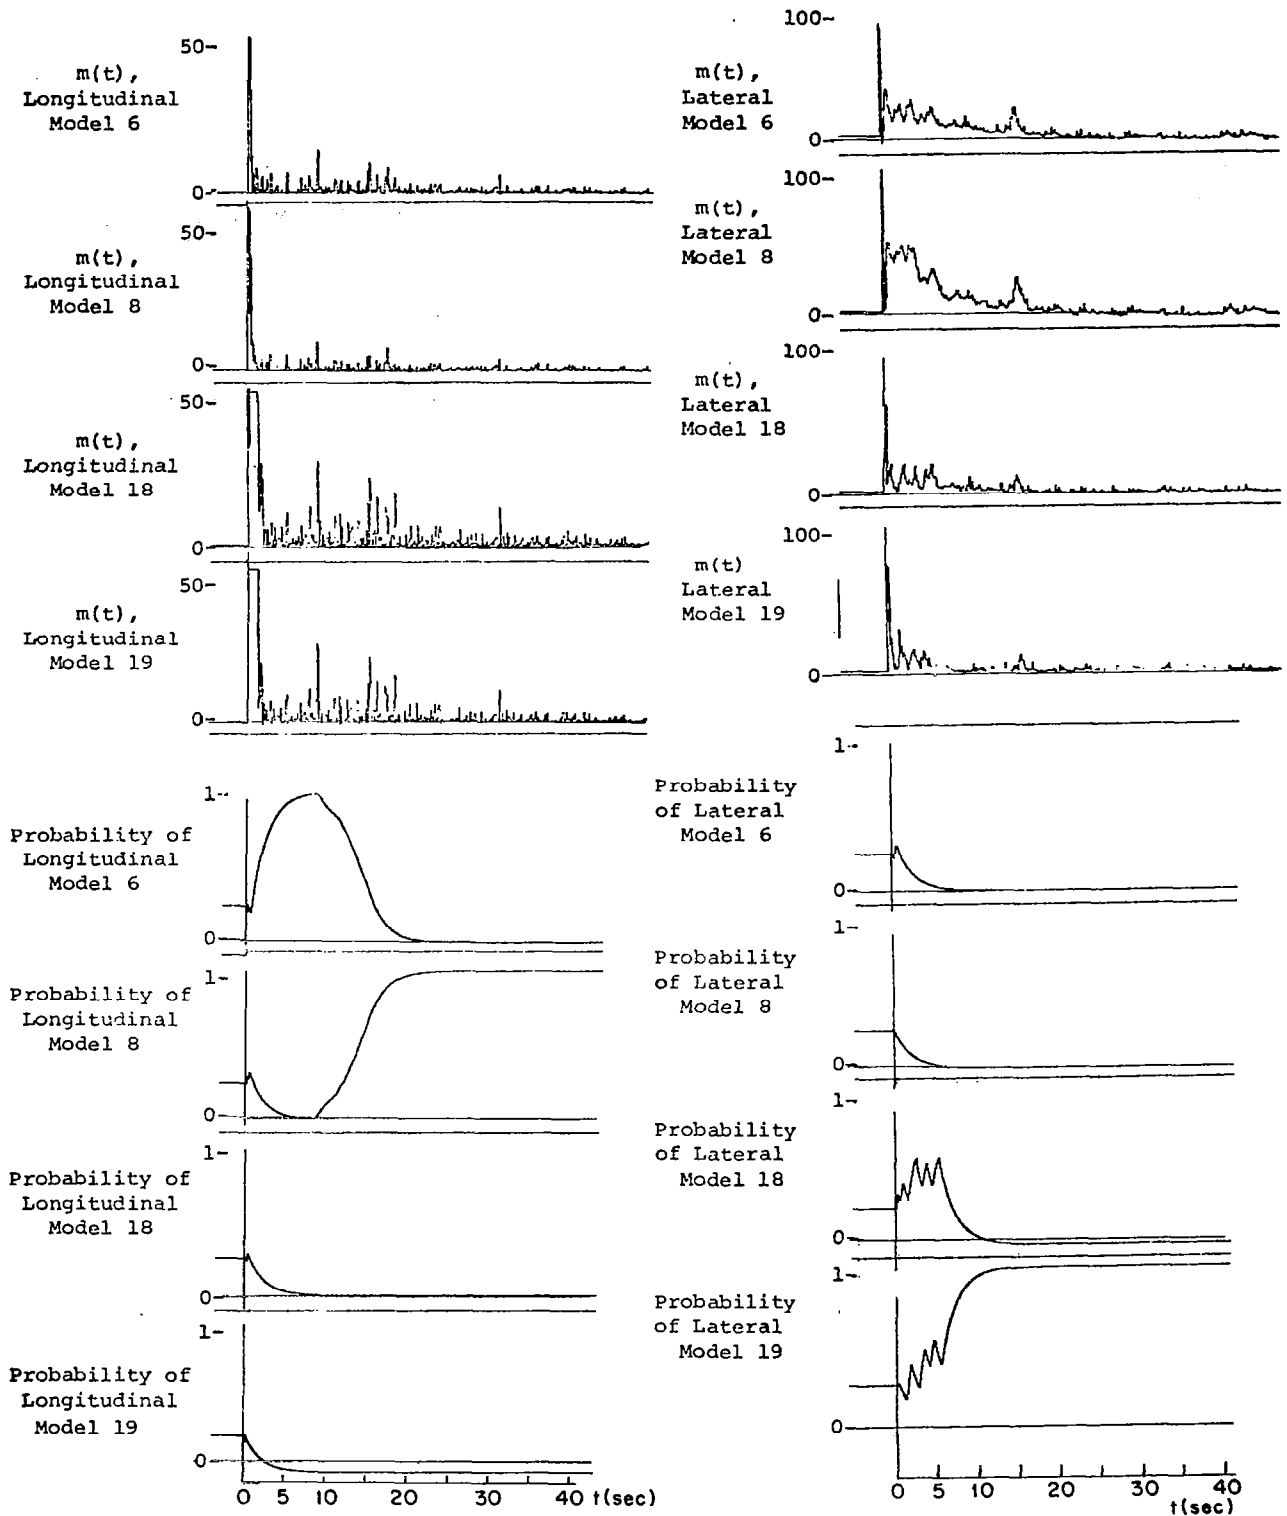 50-
m(t),
Longitudinal
Model 6
0-
50-
m(t),
Longitudinal
Model 8
0-
50-
m(t),
Longitudinal
Model 18
0-
50-
m(t),
Longitudinal
Model 19
0-
1-
Probability of
Longitudinal
Model 6
0-
1-
Probability of
Longitudinal
Model 8
0-
1-
Probability of
Longitudinal
Model 18
0-
1-
Probability of
Longitudinal
Model 19
0-
0 5 10 20 30 40 t(sec)
100-
m(t),
Lateral
Model 6
0-
100-
m(t),
Lateral
Model 8
0-
100-
m(t),
Lateral
Model 18
0-
100-
m(t)
Lateral
Model 19
0-
1-
Probability
of Lateral
Model 6
0-
1-
Probability
of Lateral
Model 8
0-
1-
Probability
of Lateral
Model 18
0-
1-
Probability
of Lateral
Model 19
0-
0 5 10 20 30 40
t(sec)